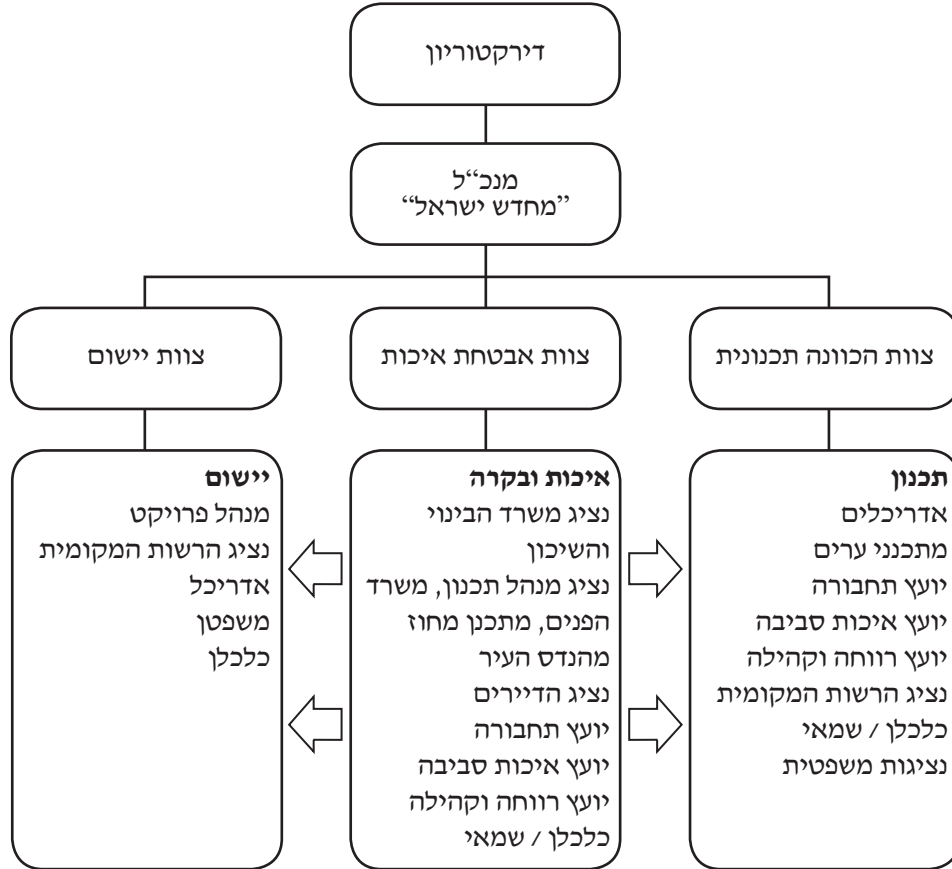 דירקטוריון
מנכ“ל
”מחדש ישראל“
צוות הכוונה תכנונית
צוות אבטחת איכות
צוות יישום
תכנון
אדריכלים
מתכנני ערים
יועץ תחבורה
יועץ איכות סביבה
יועץ רווחה וקהילה
נציג הרשות המקומית
כלכלן / שמאי
נציגות משפטית
איכות ובקרה
נציג משרד הבינוי
והשיכון
נציג מנהל תכנון, משרד
הפנים, מתכנן מחוז
מהנדס העיר
נציג הדיירים
יועץ תחבורה
יועץ איכות סביבה
יועץ רווחה וקהילה
כלכלן / שמאי
יישום
מנהל פרויקט
נציג הרשות המקומית
אדריכל
משפטן
כלכלן